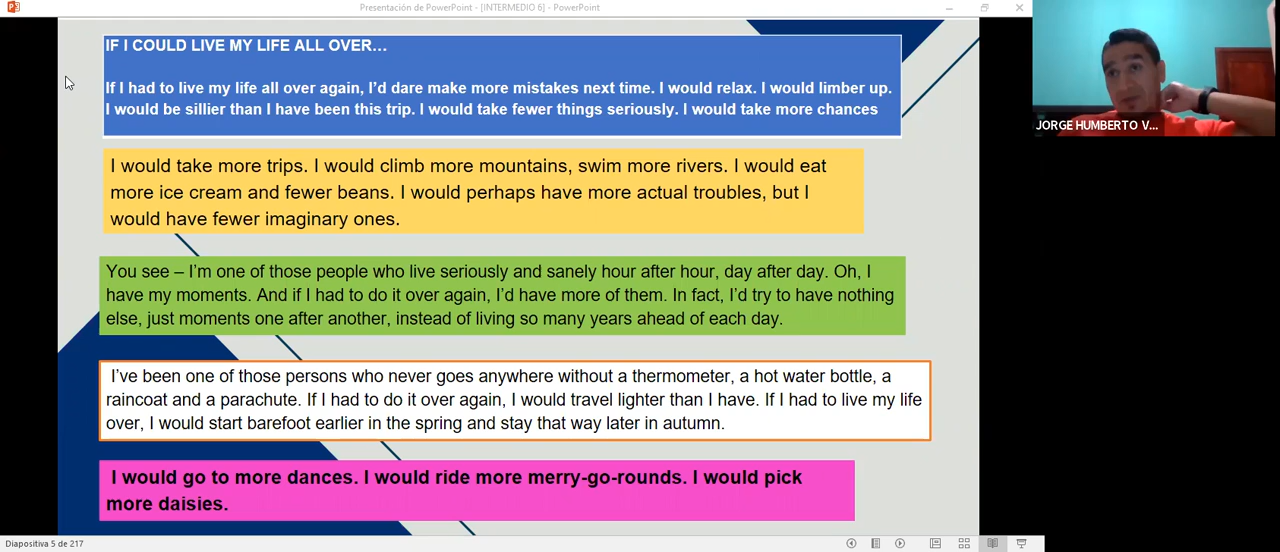 Presentación de PowerPoint - [INTERMEDIO 6] - PowerPoint
IF I COULD LIVE MY LIFE ALL OVER…
If I had to live my life all over again, I’d dare make more mistakes next time. I would relax. I would limber up.
I would be sillier than I have been this trip. I would take fewer things seriously. I would take more chances
I would take more trips. I would climb more mountains, swim more rivers. I would eat
more ice cream and fewer beans. I would perhaps have more actual troubles, but I
would have fewer imaginary ones.
You see – I’m one of those people who live seriously and sanely hour after hour, day after day. Oh, I
have my moments. And if I had to do it over again, I’d have more of them. In fact, I’d try to have nothing
else, just moments one after another, instead of living so many years ahead of each day.
I’ve been one of those persons who never goes anywhere without a thermometer, a hot water bottle, a
raincoat and a parachute. If I had to do it over again, I would travel lighter than I have. If I had to live my life
over, I would start barefoot earlier in the spring and stay that way later in autumn.
I would go to more dances. I would ride more merry-go-rounds. I would pick
more daisies.
JORGE HUMBERTO V...
Diapositiva 5 de 217